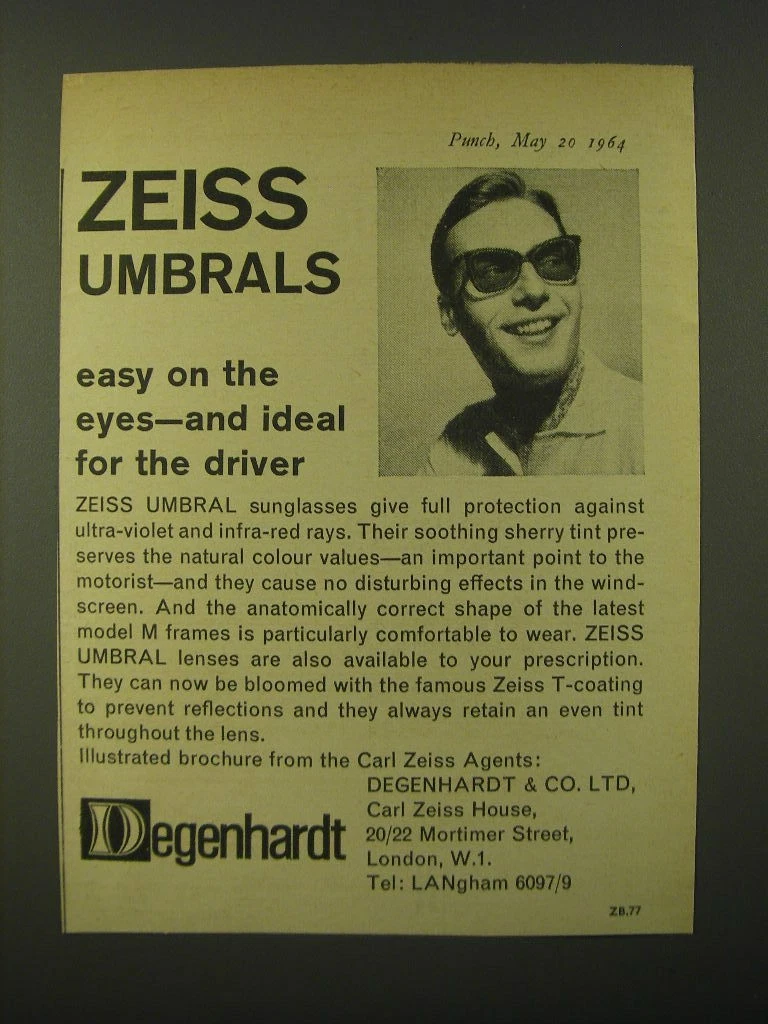 Punch, May 20 1964
ZEISS
UMBRALS
easy on the
eyes—and ideal
for the driver
ZEISS UMBRAL sunglasses give full protection against
ultra-violet and infra-red rays. Their soothing sherry tint pre-
serves the natural colour values—an important point to the
motorist—and they cause no disturbing effects in the wind-
screen. And the anatomically correct shape of the latest
model M frames is particularly comfortable to wear. ZEISS
UMBRAL lenses are also available to your prescription.
They can now be bloomed with the famous Zeiss T-coating
to prevent reflections and they always retain an even tint
throughout the lens.
Illustrated brochure from the Carl Zeiss Agents:
DEGENHARDT & CO. LTD,
Carl Zeiss House,
20/22 Mortimer Street,
London, W.1.
Tel: LANgham 6097/9
Degenhardt
ZB.77